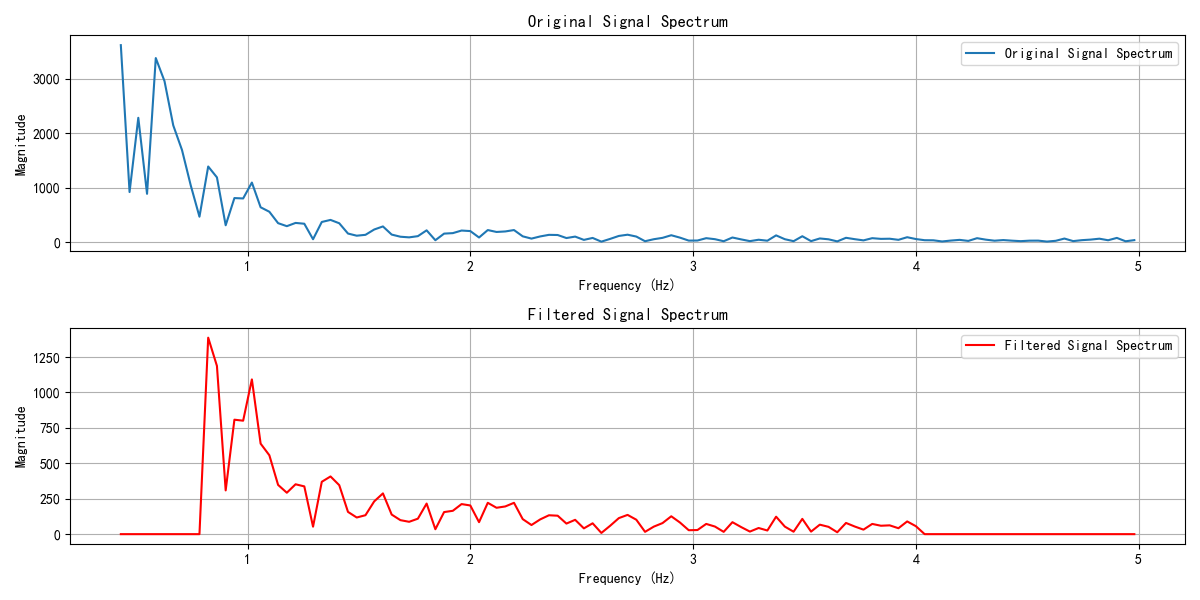 Original Signal Spectrum
Original Signal Spectrum
Magnitude
3000
2000
1000
0
1 2 3 4 5
Frequency (Hz)
Filtered Signal Spectrum
Filtered Signal Spectrum
Magnitude
1250
1000
750
500
250
0
1 2 3 4 5
Frequency (Hz)